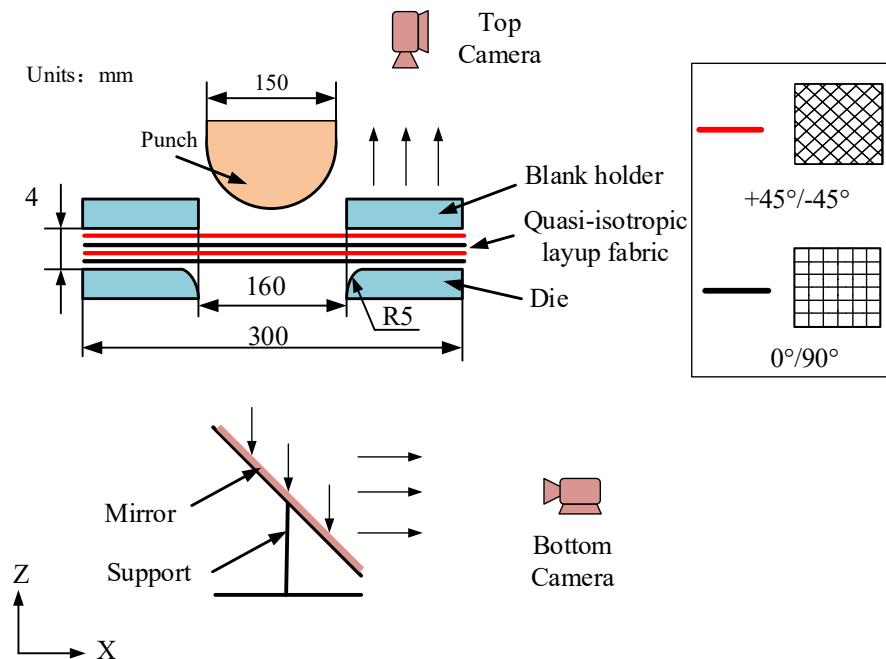 Top
Camera
Units：mm
150
Punch
4
Blank holder
Quasi-isotropic
layup fabric
Die
160
R5
300
+45°/-45°
0°/90°
Mirror
Support
Bottom
Camera
Z
X